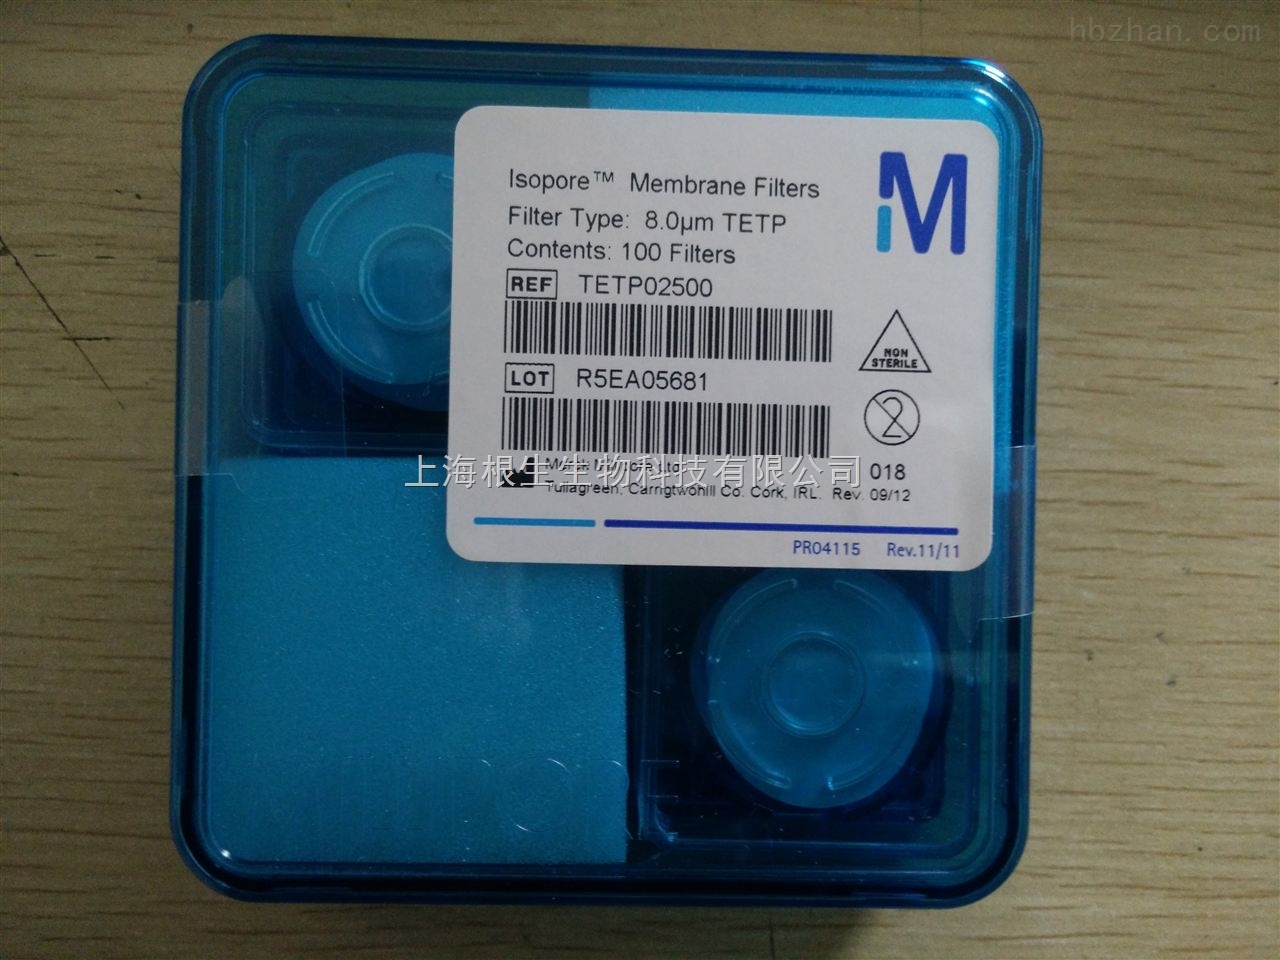 hbzhan.com
M
Isopore™ Membrane Filters
Filter Type: 8.0µm TETP
Contents: 100 Filters
REF TETP02500
NON
STERILE
LOT R5EA05681
2
上海根生生物科技有限公司
018
Tullagreen, Carrigtwohill Co. Cork, IRL. Rev. 09/12
PR04115 Rev.11/11